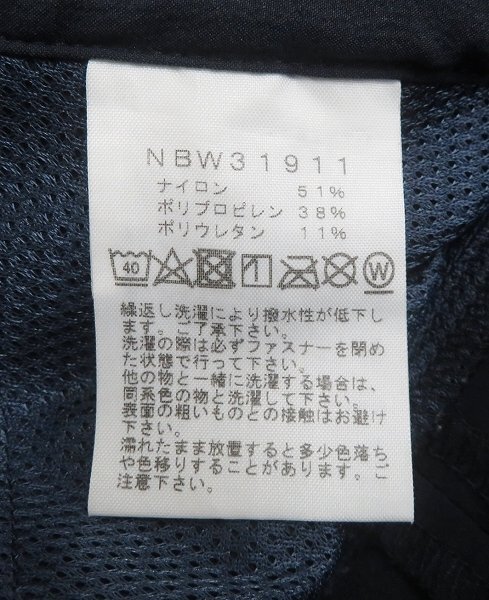 NBW31911
ナイロン 51%
ポリプロピレン 38%
ポリウレタン 11%
40 W
繰返し洗濯により撥水性が低下し
ます。ご了承下さい。
洗濯の際は必ずファスナーを閉め
た状態で行って下さい。
他の物と一緒に洗濯する場合は、
同系色の物と洗濯して下さい。
表面の粗いものとの接触はお避け
下さい。
濡れたまま放置すると多少色落ち
や色移りすることがあります。ご
注意下さい。